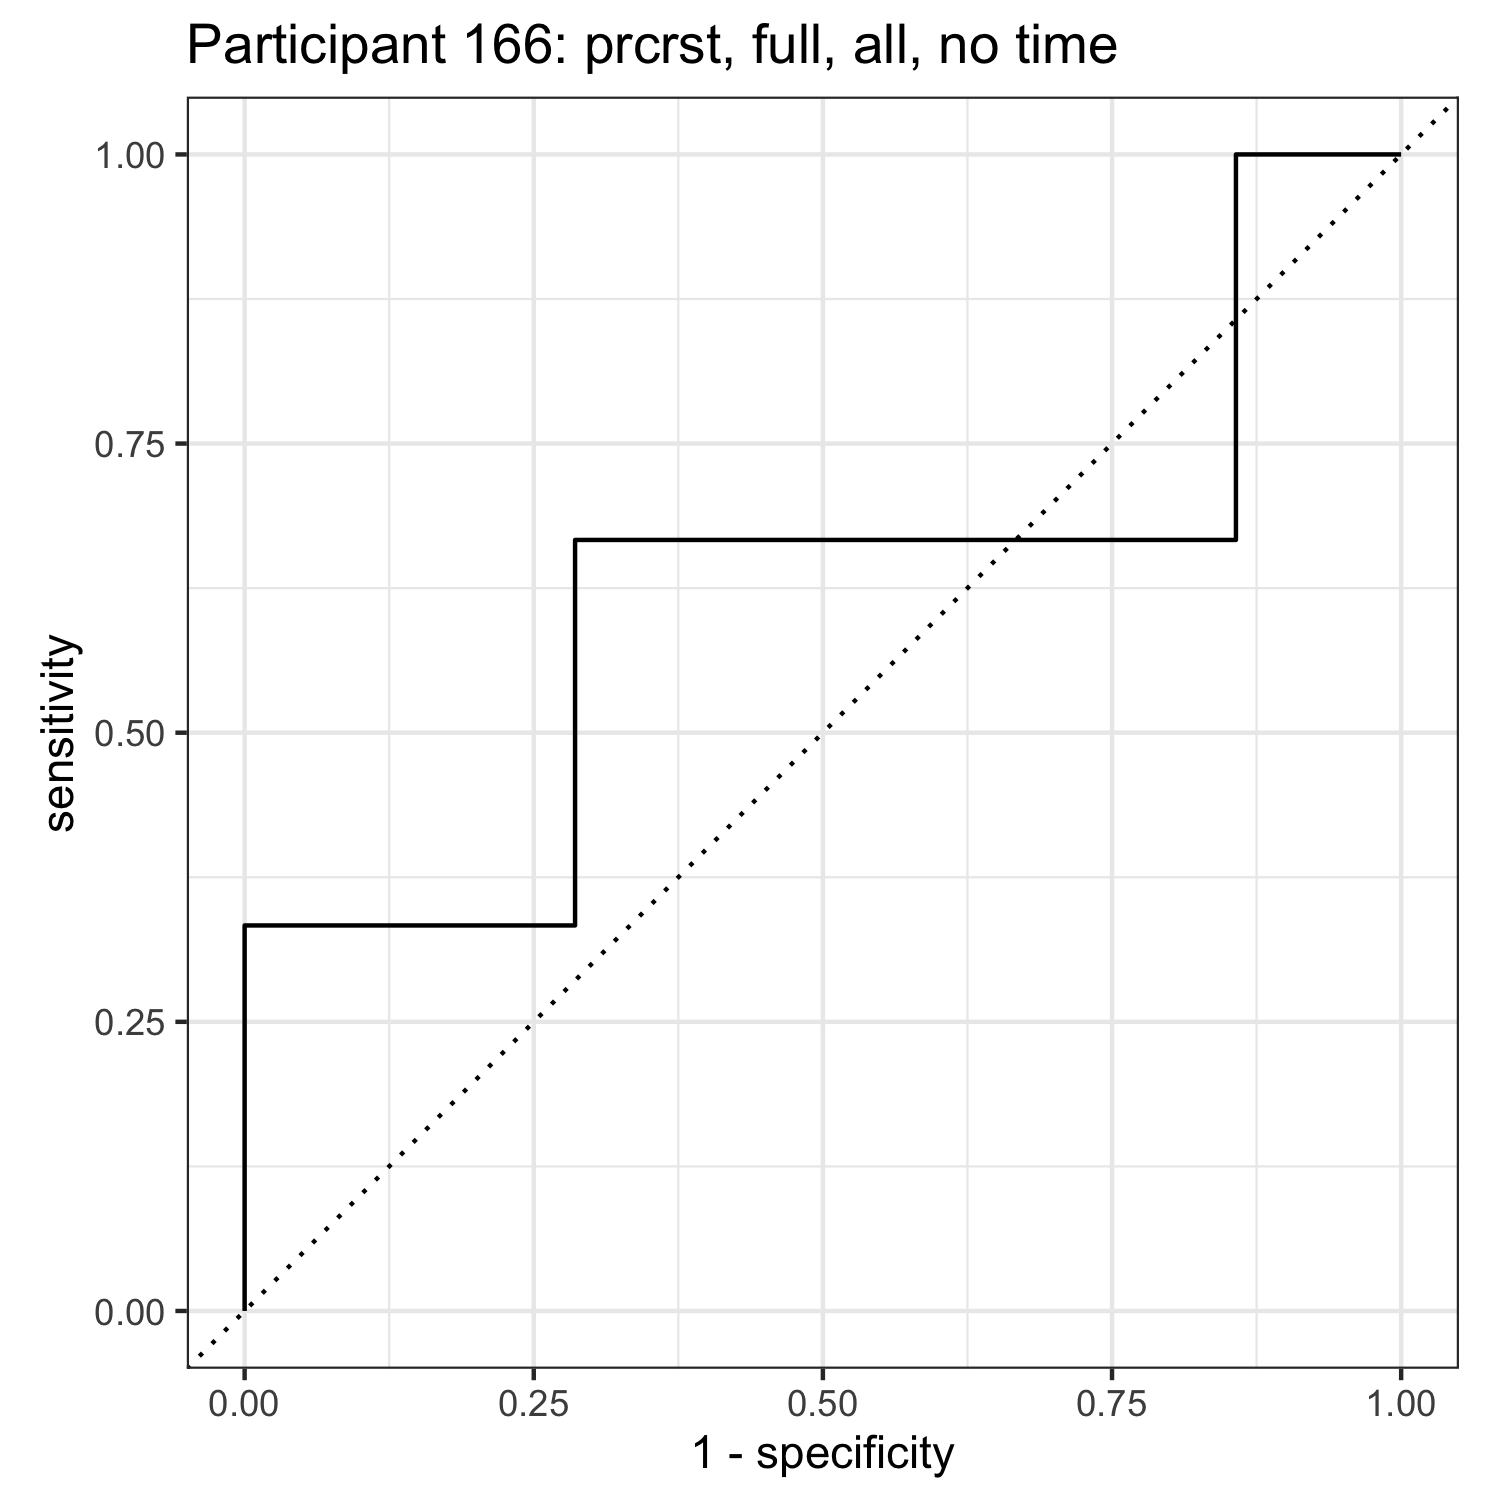 Participant 166: prcrst, full, all, no time
1.00
0.75
0.50
0.25
0.00
sensitivity
0.00 0.25 0.50 0.75 1.00
1 - specificity